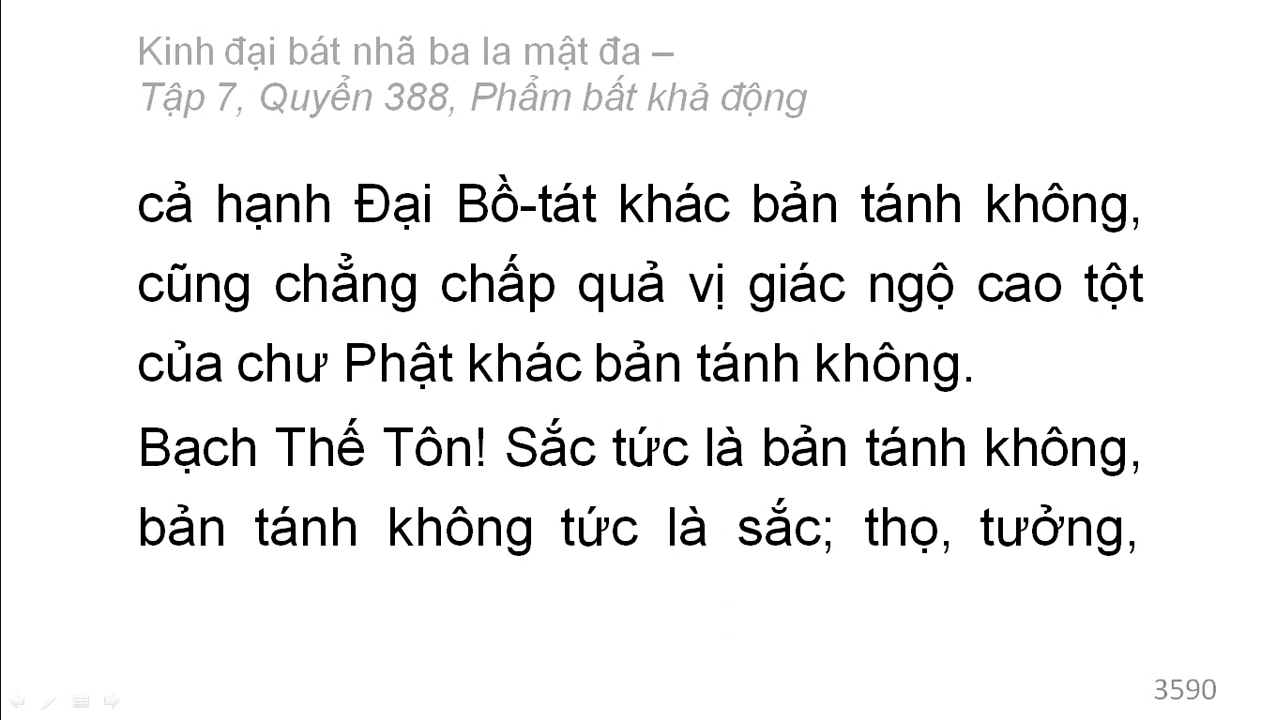 Kinh đại bát nhã ba la mật đa –
Tập 7, Quyển 388, Phẩm bất khả động
cả hạnh Đại Bồ-tát khác bản tánh không,
cũng chẳng chấp quả vị giác ngộ cao tột
của chư Phật khác bản tánh không.
Bạch Thế Tôn! Sắc tức là bản tánh không,
bản tánh không tức là sắc; thọ, tưởng,
3590